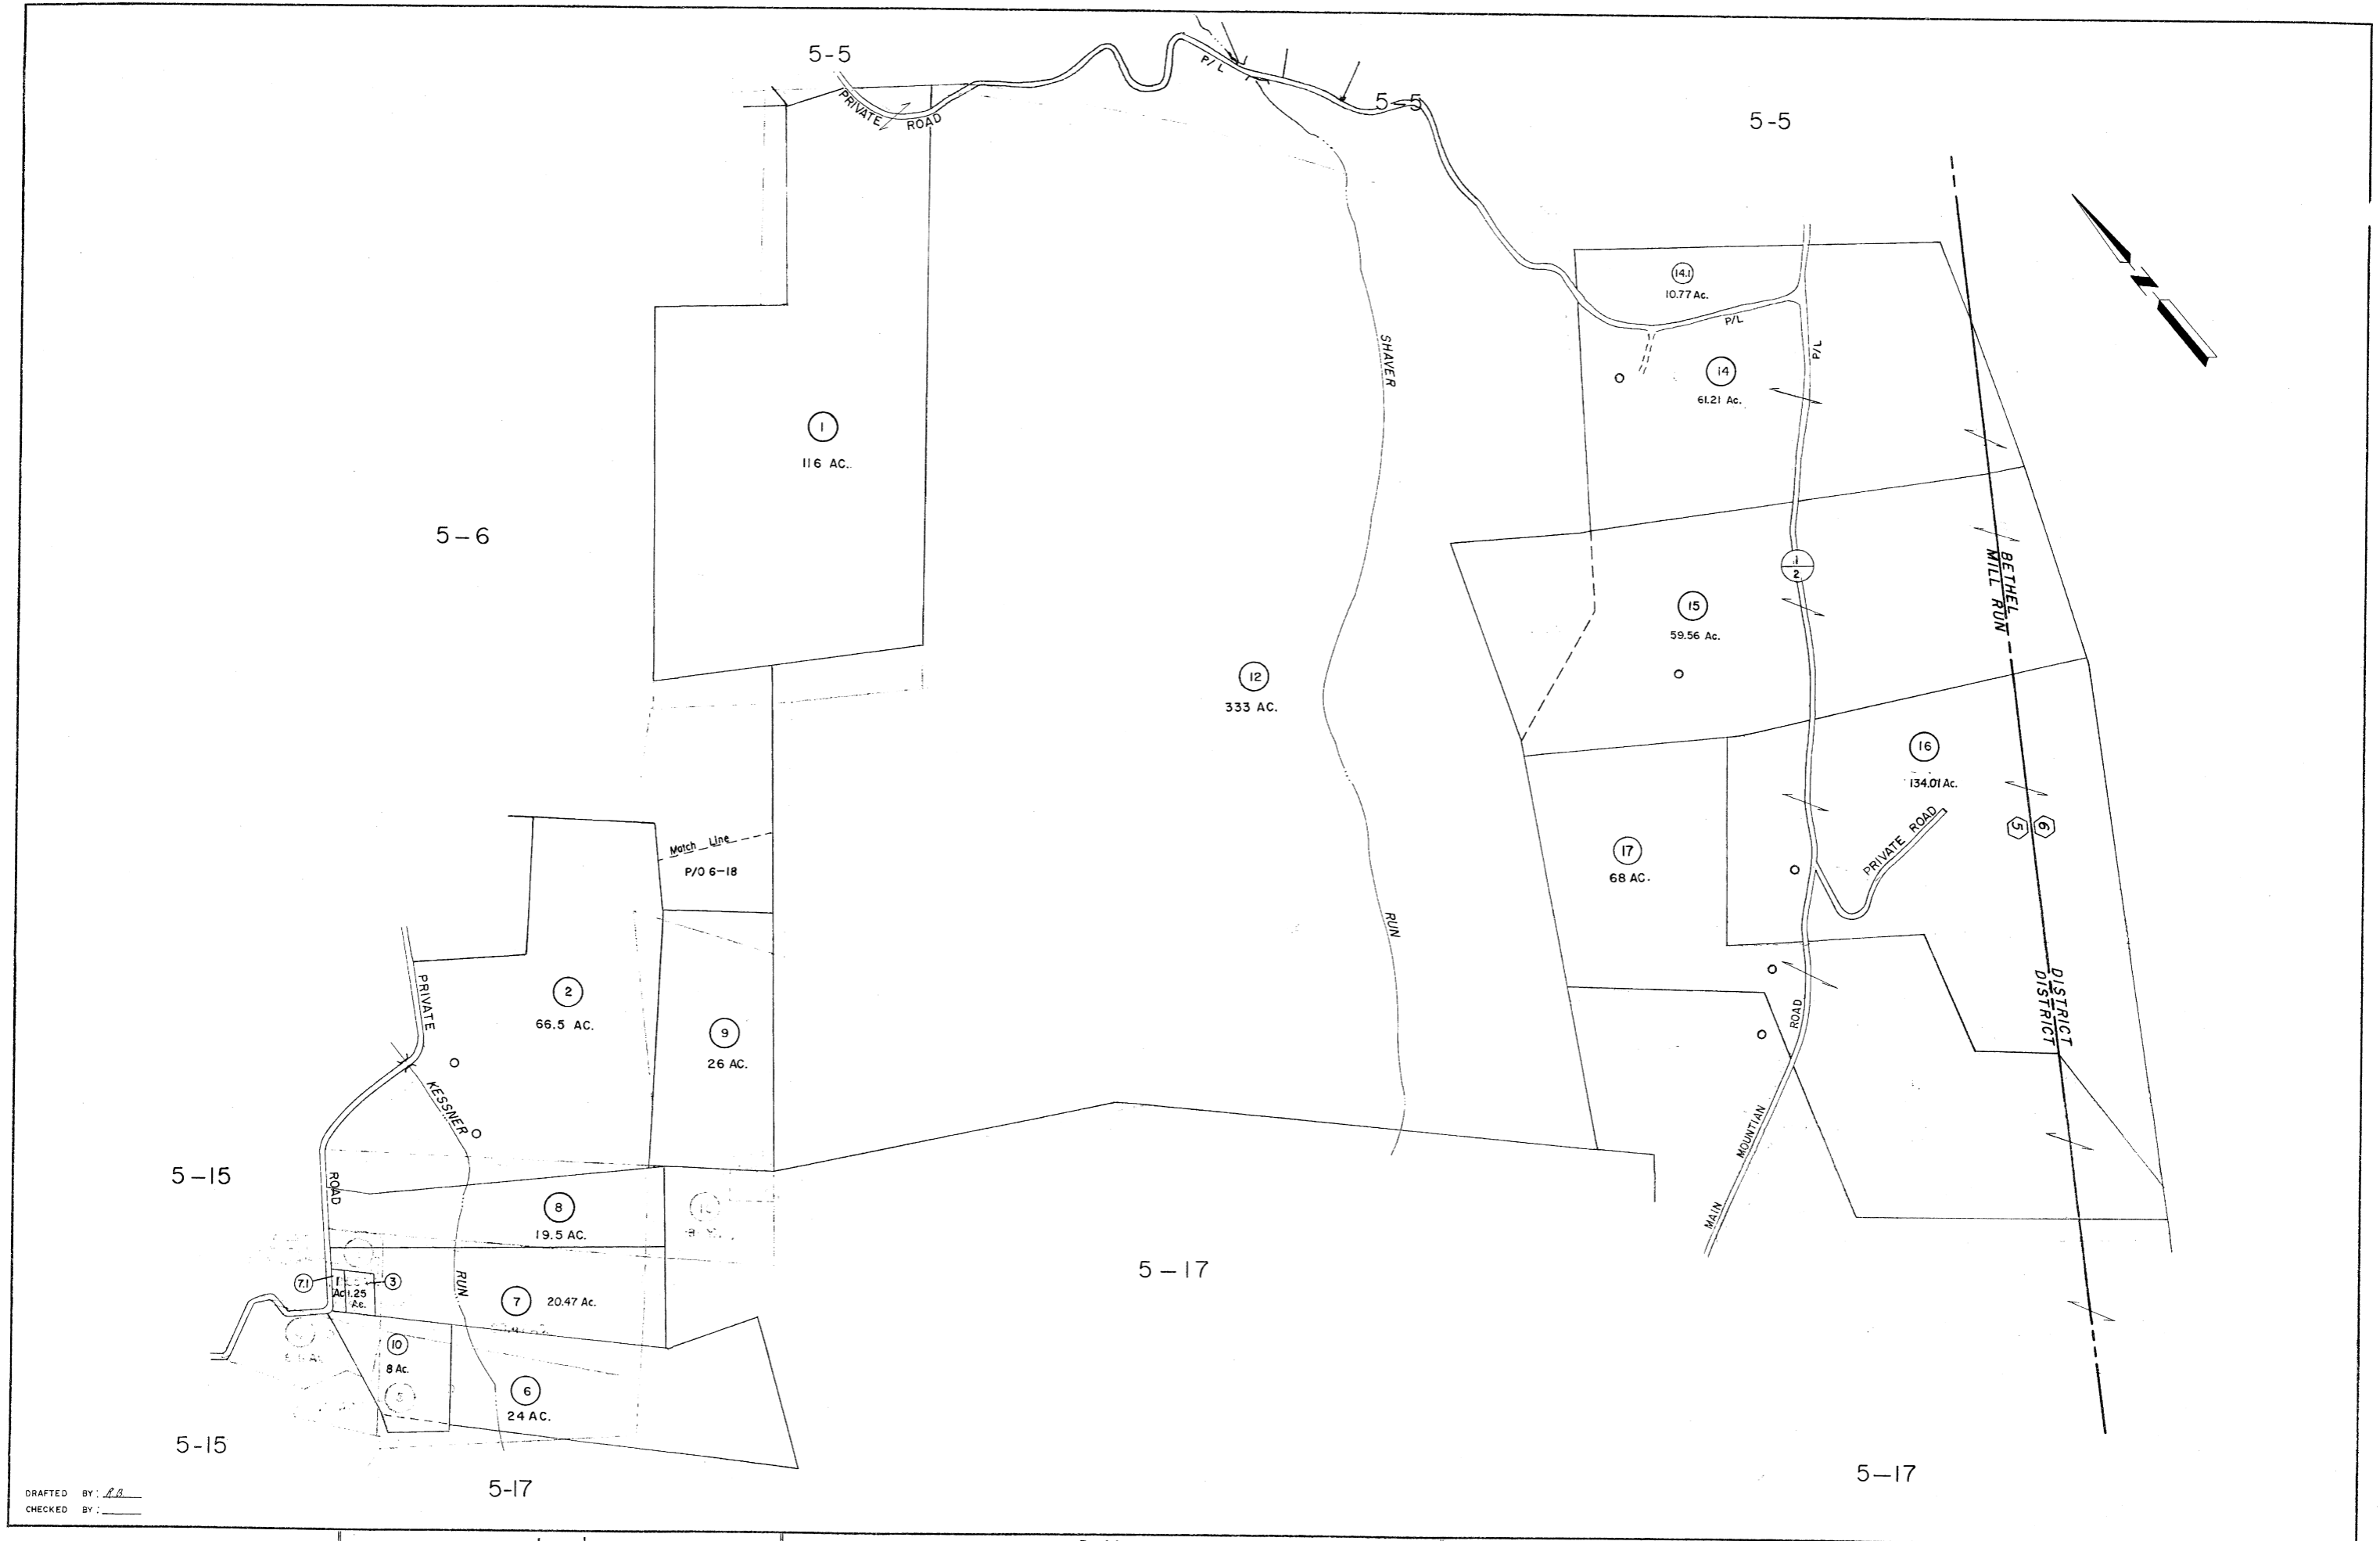 5-5
PRIVATE ROAD
P/L
5-5
5-5
14.1
10.77 Ac.
P/L
P/L
14
61.21 Ac.
SHAVER
1
116 AC.
5-6
1
2
BETHEL
MILL RUN
15
59.56 Ac.
12
333 AC.
16
134.01 Ac.
PRIVATE ROAD
5
6
17
68 AC.
Match Line
P/O 6-18
RUN
2
66.5 AC.
9
26 AC.
PRIVATE
KESSNER
ROAD
DISTRICT
DISTRICT
ROAD
MOUNTIAN
MAIN
5-15
8
19.5 AC.
7.1
1
Ac.
3
1.25
Ac.
RUN
7
20.47 Ac.
5-17
10
8 Ac.
6
24 AC.
5-15
5-17
5-17
DRAFTED BY: R.B.
CHECKED BY: